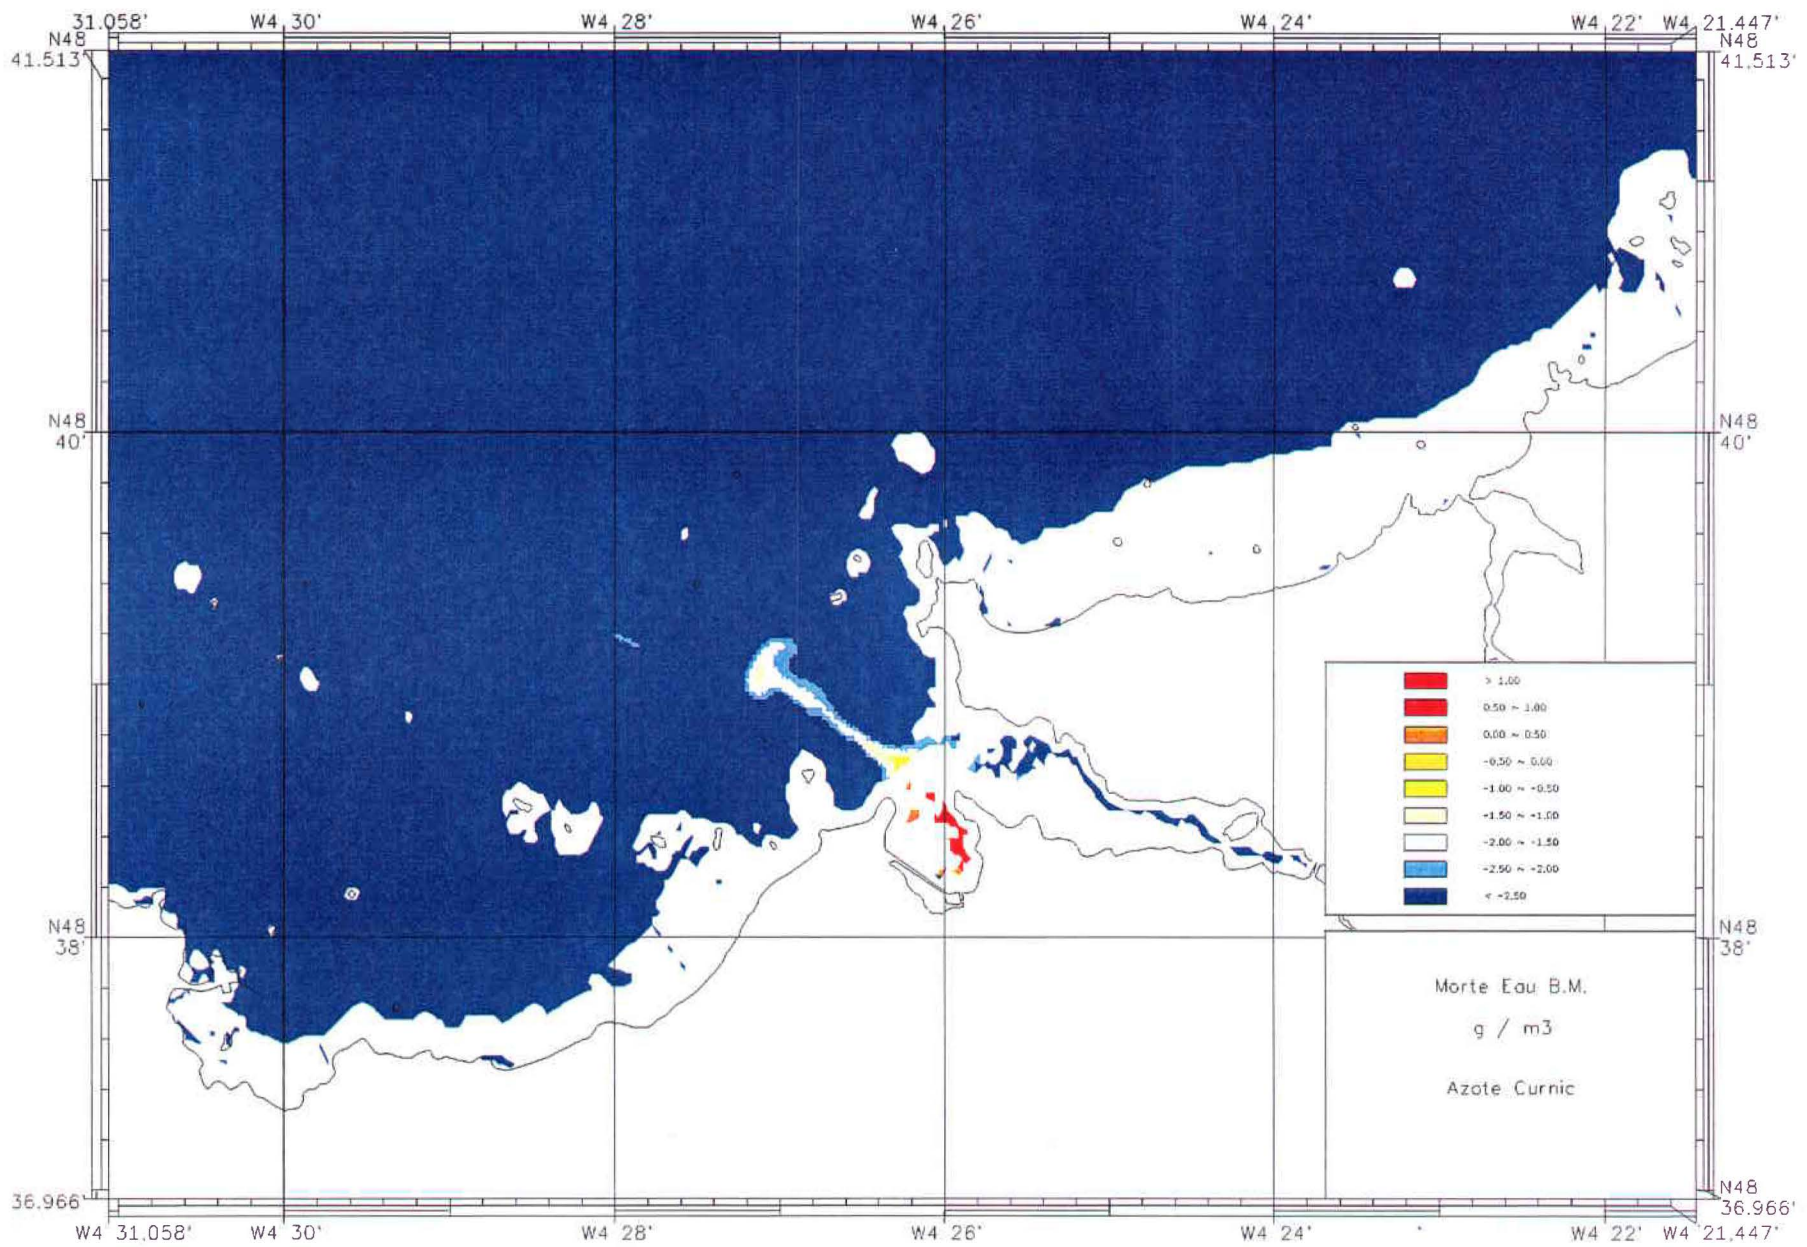 31.058' W4 30' W4 28' W4 26' W4 24' W4 22' W4 21.447'
N48 N48
41.513' 41.513'
N48 N48
40' 40'
> 1.00
0.50 ~ 1.00
0.00 ~ 0.50
-0.50 ~ 0.00
-1.00 ~ -0.50
-1.50 ~ -1.00
-2.00 ~ -1.50
-2.50 ~ -2.00
< -2.50
N48 N48
38' 38'
Morte Eau B.M.
g / m3
Azote Curnic
N48
36.966' 36.966'
W4 31.058' W4 30' W4 28' W4 26' W4 24' W4 22' W4 21.447'